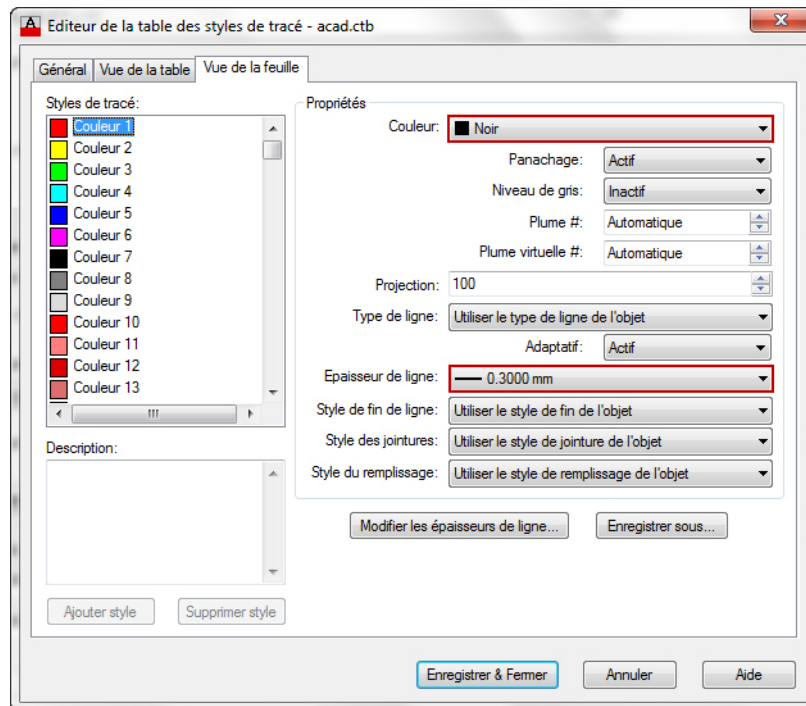 Editeur de la table des styles de tracé - acad.ctb
Général
Vue de la table
Vue de la feuille
Styles de tracé:
Couleur 1
Couleur 2
Couleur 3
Couleur 4
Couleur 5
Couleur 6
Couleur 7
Couleur 8
Couleur 9
Couleur 10
Couleur 11
Couleur 12
Couleur 13
Description:
Ajouter style
Supprimer style
Propriétés
Couleur: Noir
Panachage: Actif
Niveau de gris: Inactif
Plume #: Automatique
Plume virtuelle #: Automatique
Projection: 100
Type de ligne: Utiliser le type de ligne de l'objet
Adaptatif: Actif
Epaisseur de ligne: 0.3000 mm
Style de fin de ligne: Utiliser le style de fin de l'objet
Style des jointures: Utiliser le style de jointure de l'objet
Style du remplissage: Utiliser le style de remplissage de l'objet
Modifier les épaisseurs de ligne...
Enregistrer sous...
Enregistrer & Fermer
Annuler
Aide